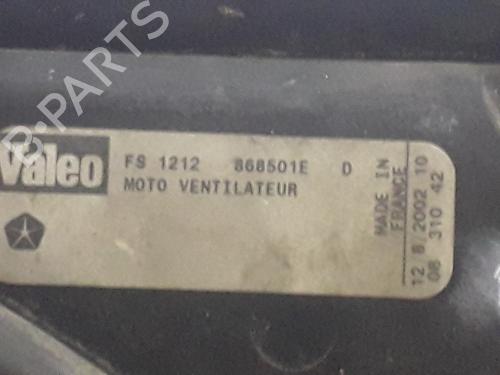 B-PARTS
Valeo
FS 1212 868501E D
MOTO VENTILATEUR
MADE IN
FRANCE
12 8/2002 10
08 310 42